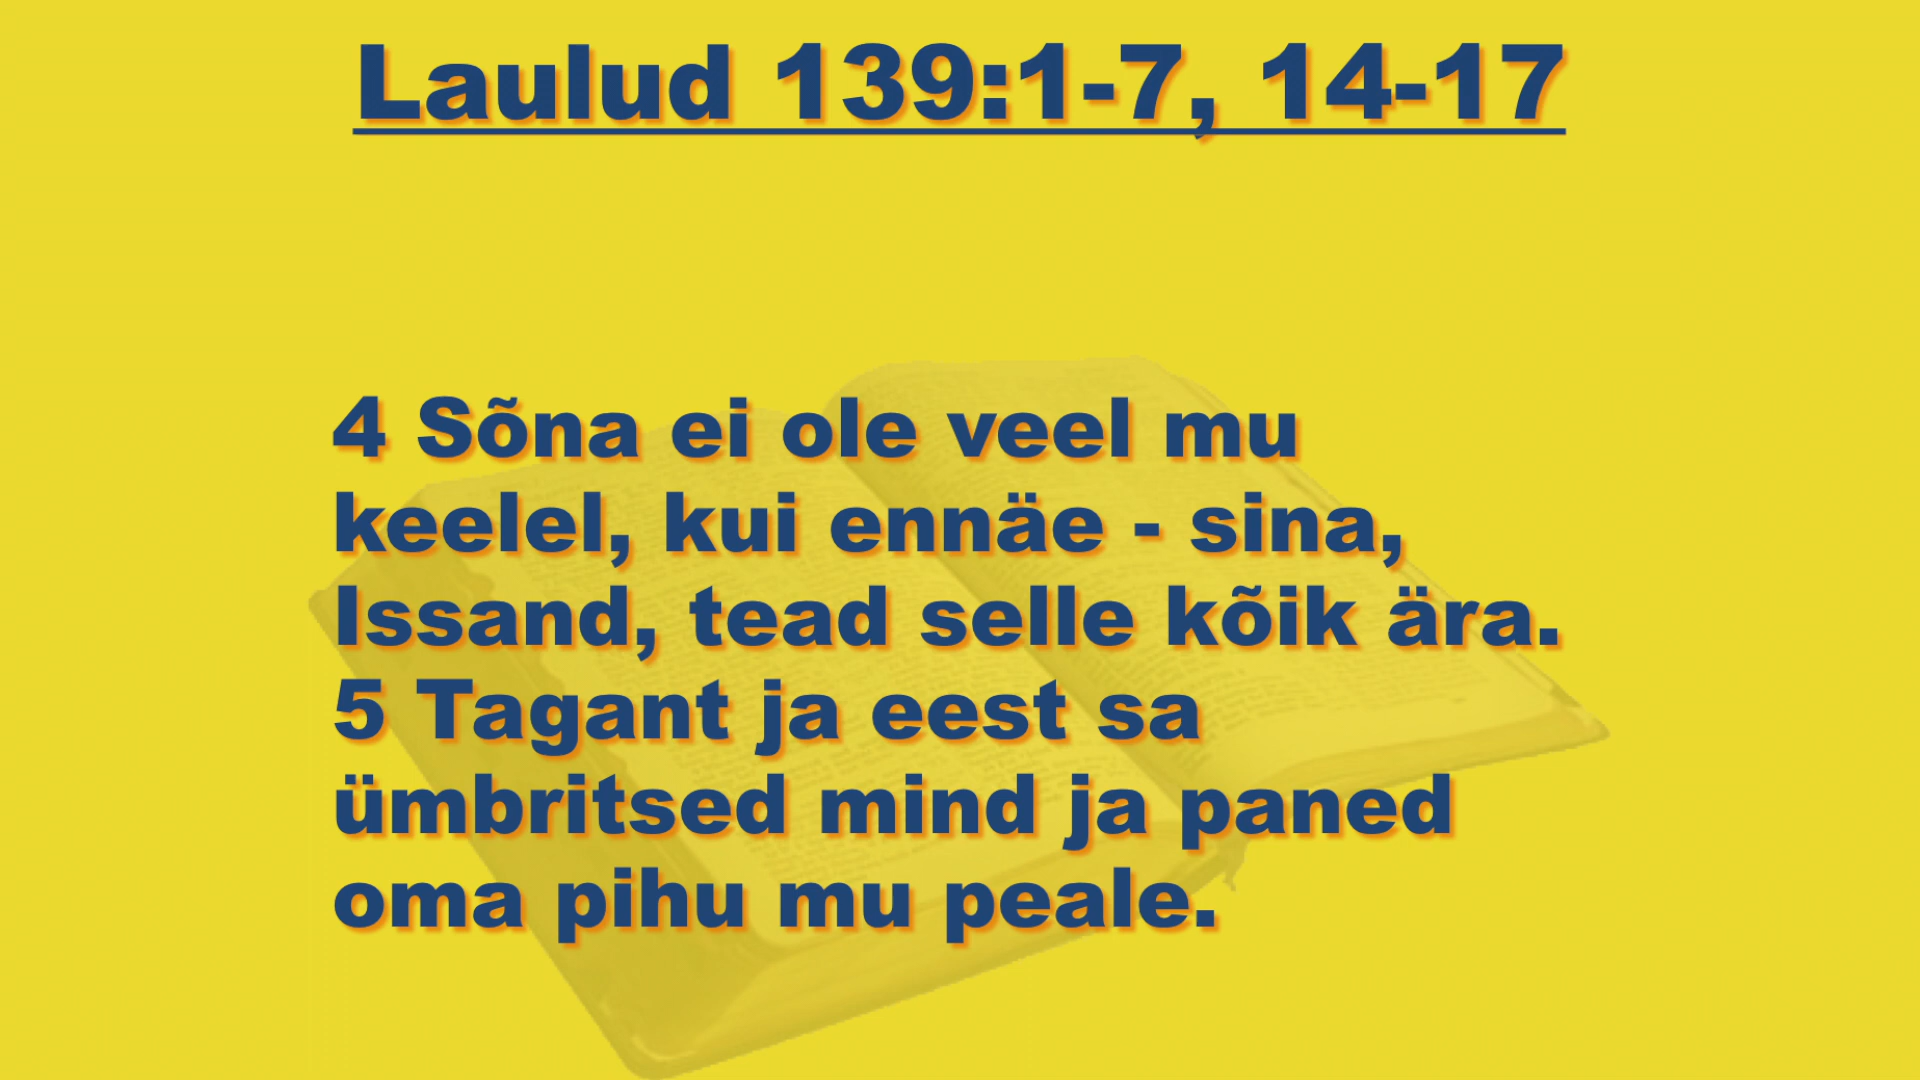 Laulud 139:1-7, 14-17
4 Sõna ei ole veel mu
keelel, kui ennäe - sina,
Issand, tead selle kõik ära.
5 Tagant ja eest sa
ümbritsed mind ja paned
oma pihu mu peale.